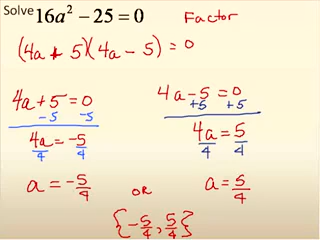 Solve 16a² − 25 = 0 Factor
(4a + 5)(4a − 5) = 0
4a + 5 = 0
−5 −5
4a = −5
4 4
a = −5/4
4a − 5 = 0
+5 +5
4a = 5
4 4
a = 5/4
OR
{−5/4, 5/4}